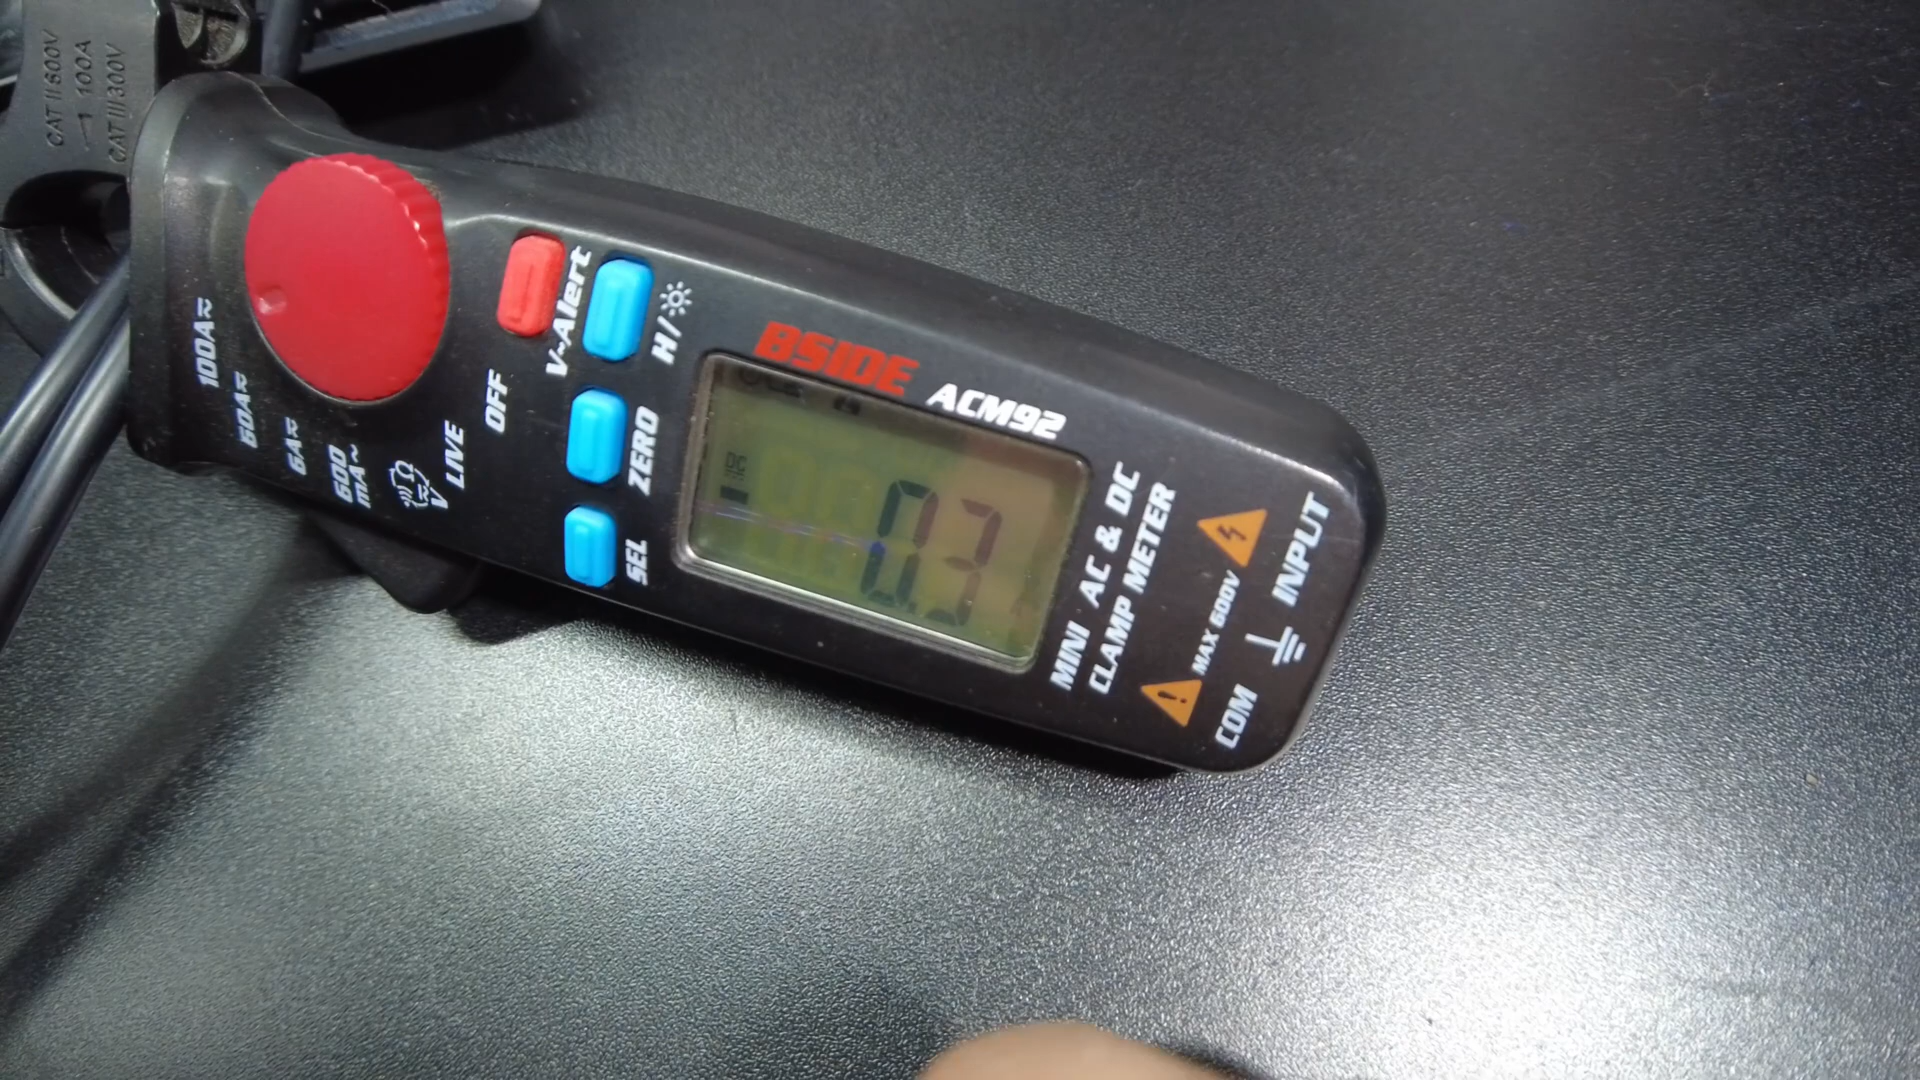 CAT II 600V
100A
CAT III 300V
100A≂
60A≂
6A≂
600
mA~
Ω
V≂
LIVE
OFF
V~Alert
H/
ZERO
SEL
BSIDE
ACM92
DC
-0.3
A
MINI AC & DC
CLAMP METER
MAX 600V
COM
INPUT